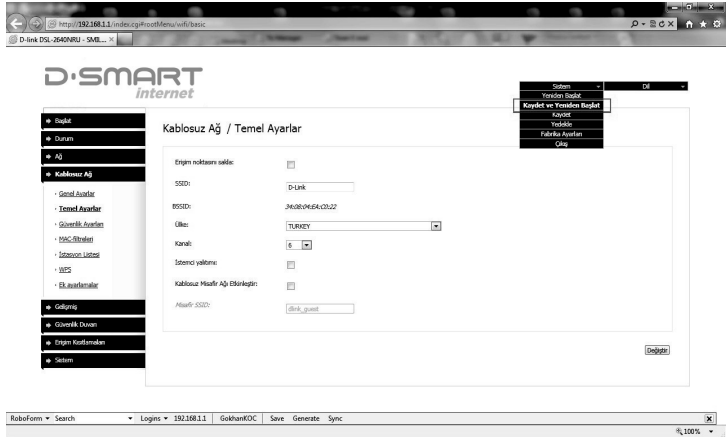 http://192.168.1.1/index.cgi#rootMenu/wifi/basic
D-link DSL-2640NRU - SMIL...
D·SMART
internet
Sistem
Dil
Yeniden Başlat
Kaydet ve Yeniden Başlat
Kaydet
Yedekle
Fabrika Ayarları
Çıkış
Başlat
Durum
Ağ
Kablosuz Ağ
Genel Ayarlar
Temel Ayarlar
Güvenlik Ayarları
MAC-filtreleri
İstasyon Listesi
WPS
Ek ayarlamalar
Gelişmiş
Güvenlik Duvarı
Erişim Kısıtlamaları
Sistem
Kablosuz Ağ / Temel Ayarlar
Erişim noktasını sakla:
SSID:
D-Link
BSSID:
34:08:04:EA:C0:22
Ülke:
TURKEY
Kanal:
6
İstemci yalıtımı:
Kablosuz Misafir Ağı Etkinleştir:
Misafir SSID:
dlink_guest
Değiştir
RoboForm Search Logins 192.168.1.1 GokhanKOC Save Generate Sync
100%